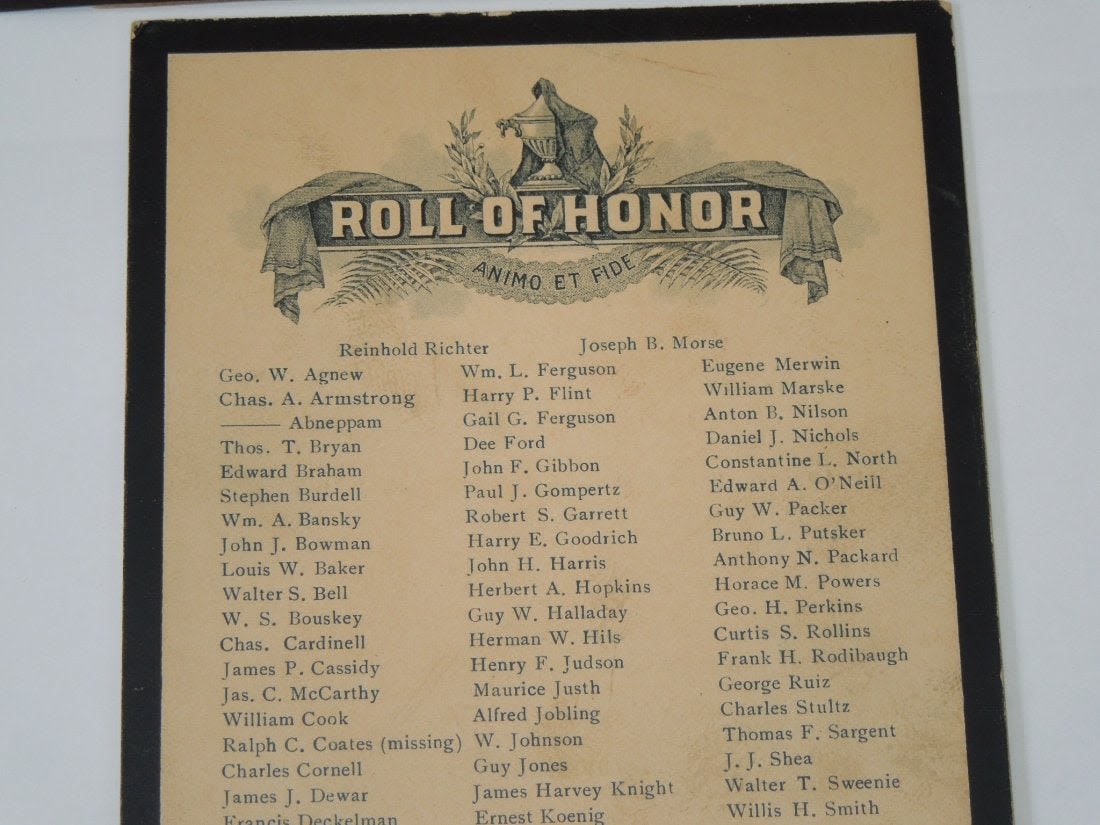 ROLL OF HONOR
ANIMO ET FIDE
Reinhold Richter
Joseph B. Morse
Geo. W. Agnew
Chas. A. Armstrong
——— Abneppam
Thos. T. Bryan
Edward Braham
Stephen Burdell
Wm. A. Bansky
John J. Bowman
Louis W. Baker
Walter S. Bell
W. S. Bouskey
Chas. Cardinell
James P. Cassidy
Jas. C. McCarthy
William Cook
Ralph C. Coates (missing)
Charles Cornell
James J. Dewar
Francis Deckelman
Wm. L. Ferguson
Harry P. Flint
Gail G. Ferguson
Dee Ford
John F. Gibbon
Paul J. Gompertz
Robert S. Garrett
Harry E. Goodrich
John H. Harris
Herbert A. Hopkins
Guy W. Halladay
Herman W. Hils
Henry F. Judson
Maurice Justh
Alfred Jobling
W. Johnson
Guy Jones
James Harvey Knight
Ernest Koenig
Eugene Merwin
William Marske
Anton B. Nilson
Daniel J. Nichols
Constantine L. North
Edward A. O'Neill
Guy W. Packer
Bruno L. Putsker
Anthony N. Packard
Horace M. Powers
Geo. H. Perkins
Curtis S. Rollins
Frank H. Rodibaugh
George Ruiz
Charles Stultz
Thomas F. Sargent
J. J. Shea
Walter T. Sweenie
Willis H. Smith